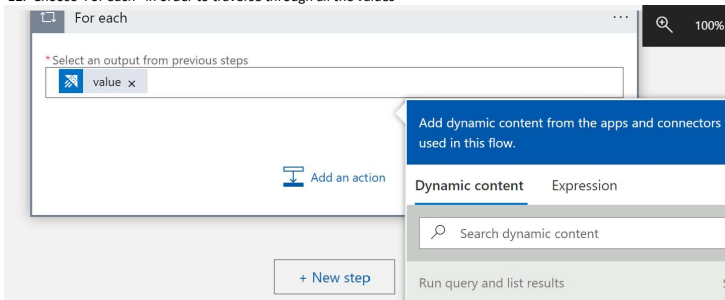 For each
...
100%
* Select an output from previous steps
value x
Add dynamic content from the apps and connectors
used in this flow.
Add an action
Dynamic content Expression
Search dynamic content
+ New step
Run query and list results